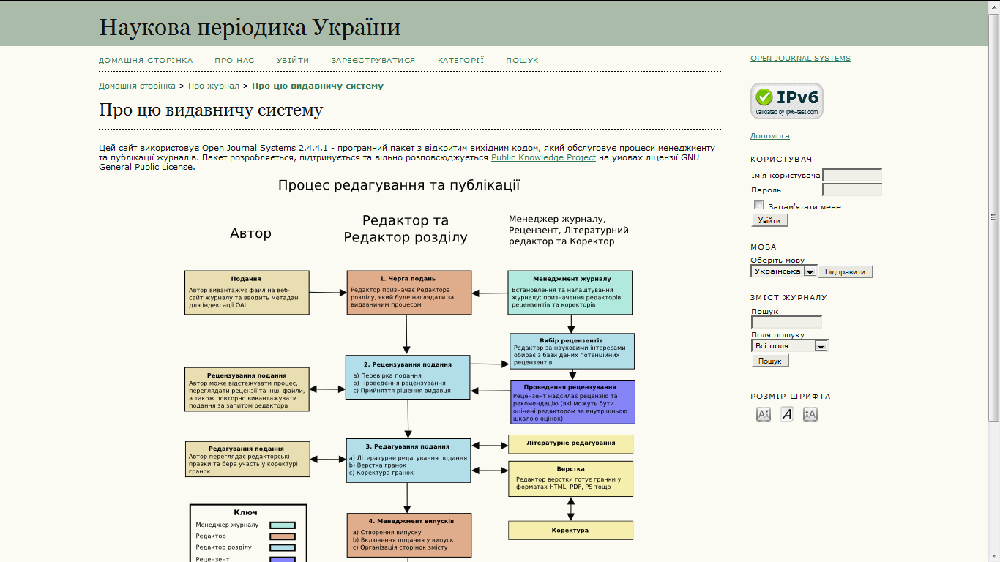 Наукова періодика України
ДОМАШНЯ СТОРІНКА ПРО НАС УВІЙТИ ЗАРЕЄСТРУВАТИСЯ КАТЕГОРІЇ ПОШУК
Домашня сторінка > Про журнал > Про цю видавничу систему
Про цю видавничу систему
Цей сайт використовує Open Journal Systems 2.4.4.1 - програмний пакет з відкритим вихідним кодом, який обслуговує процеси менеджменту
та публікації журналів. Пакет розробляється, підтримується та вільно розповсюджується Public Knowledge Project на умовах ліцензії GNU
General Public License.
Процес редагування та публікації
Автор
Редактор та
Редактор розділу
Менеджер журналу,
Рецензент, Літературний
редактор та Коректор
Подання
Автор вивантажує файл на веб-
сайт журналу та вводить метадані
для індексації OAI
1. Черга подань
Редактор призначає Редактора
розділу, який буде наглядати за
видавничим процесом
Менеджмент журналу
Встановлення та налаштування
журналу; призначення редакторів,
рецензентів та коректорів
Вибір рецензентів
Редактор за науковими інтересами
обирає з бази даних потенційних
рецензентів
Рецензування подання
Автор може відстежувати процес,
переглядати рецензії та інші файли,
а також повторно вивантажувати
подання за запитом редактора
2. Рецензування подання
a) Перевірка подання
b) Проведення рецензування
c) Прийняття рішення видавця
Проведення рецензування
Рецензент надсилає рецензію та
рекомендацію (які можуть бути
оцінені редактором за внутрішньою
шкалою оцінок)
Редагування подання
Автор переглядає редакторські
правки та бере участь у коректурі
гранок
3. Редагування подання
a) Літературне редагування подання
b) Верстка гранок
c) Коректура гранок
Літературне редагування
Верстка
Редактор верстки готує гранки у
форматах HTML, PDF, PS тощо
Коректура
4. Менеджмент випусків
a) Створення випуску
b) Включення подання у випуск
c) Організація сторінок змісту
Ключ
Менеджер журналу
Редактор
Редактор розділу
Рецензент
OPEN JOURNAL SYSTEMS
IPv6
validated by ipv6-test.com
Допомога
КОРИСТУВАЧ
Ім'я користувача
Пароль
Запам'ятати мене
Увійти
МОВА
Оберіть мову
Українська Відправити
ЗМІСТ ЖУРНАЛУ
Пошук
Поля пошуку
Всі поля
Пошук
РОЗМІР ШРИФТА
A A A